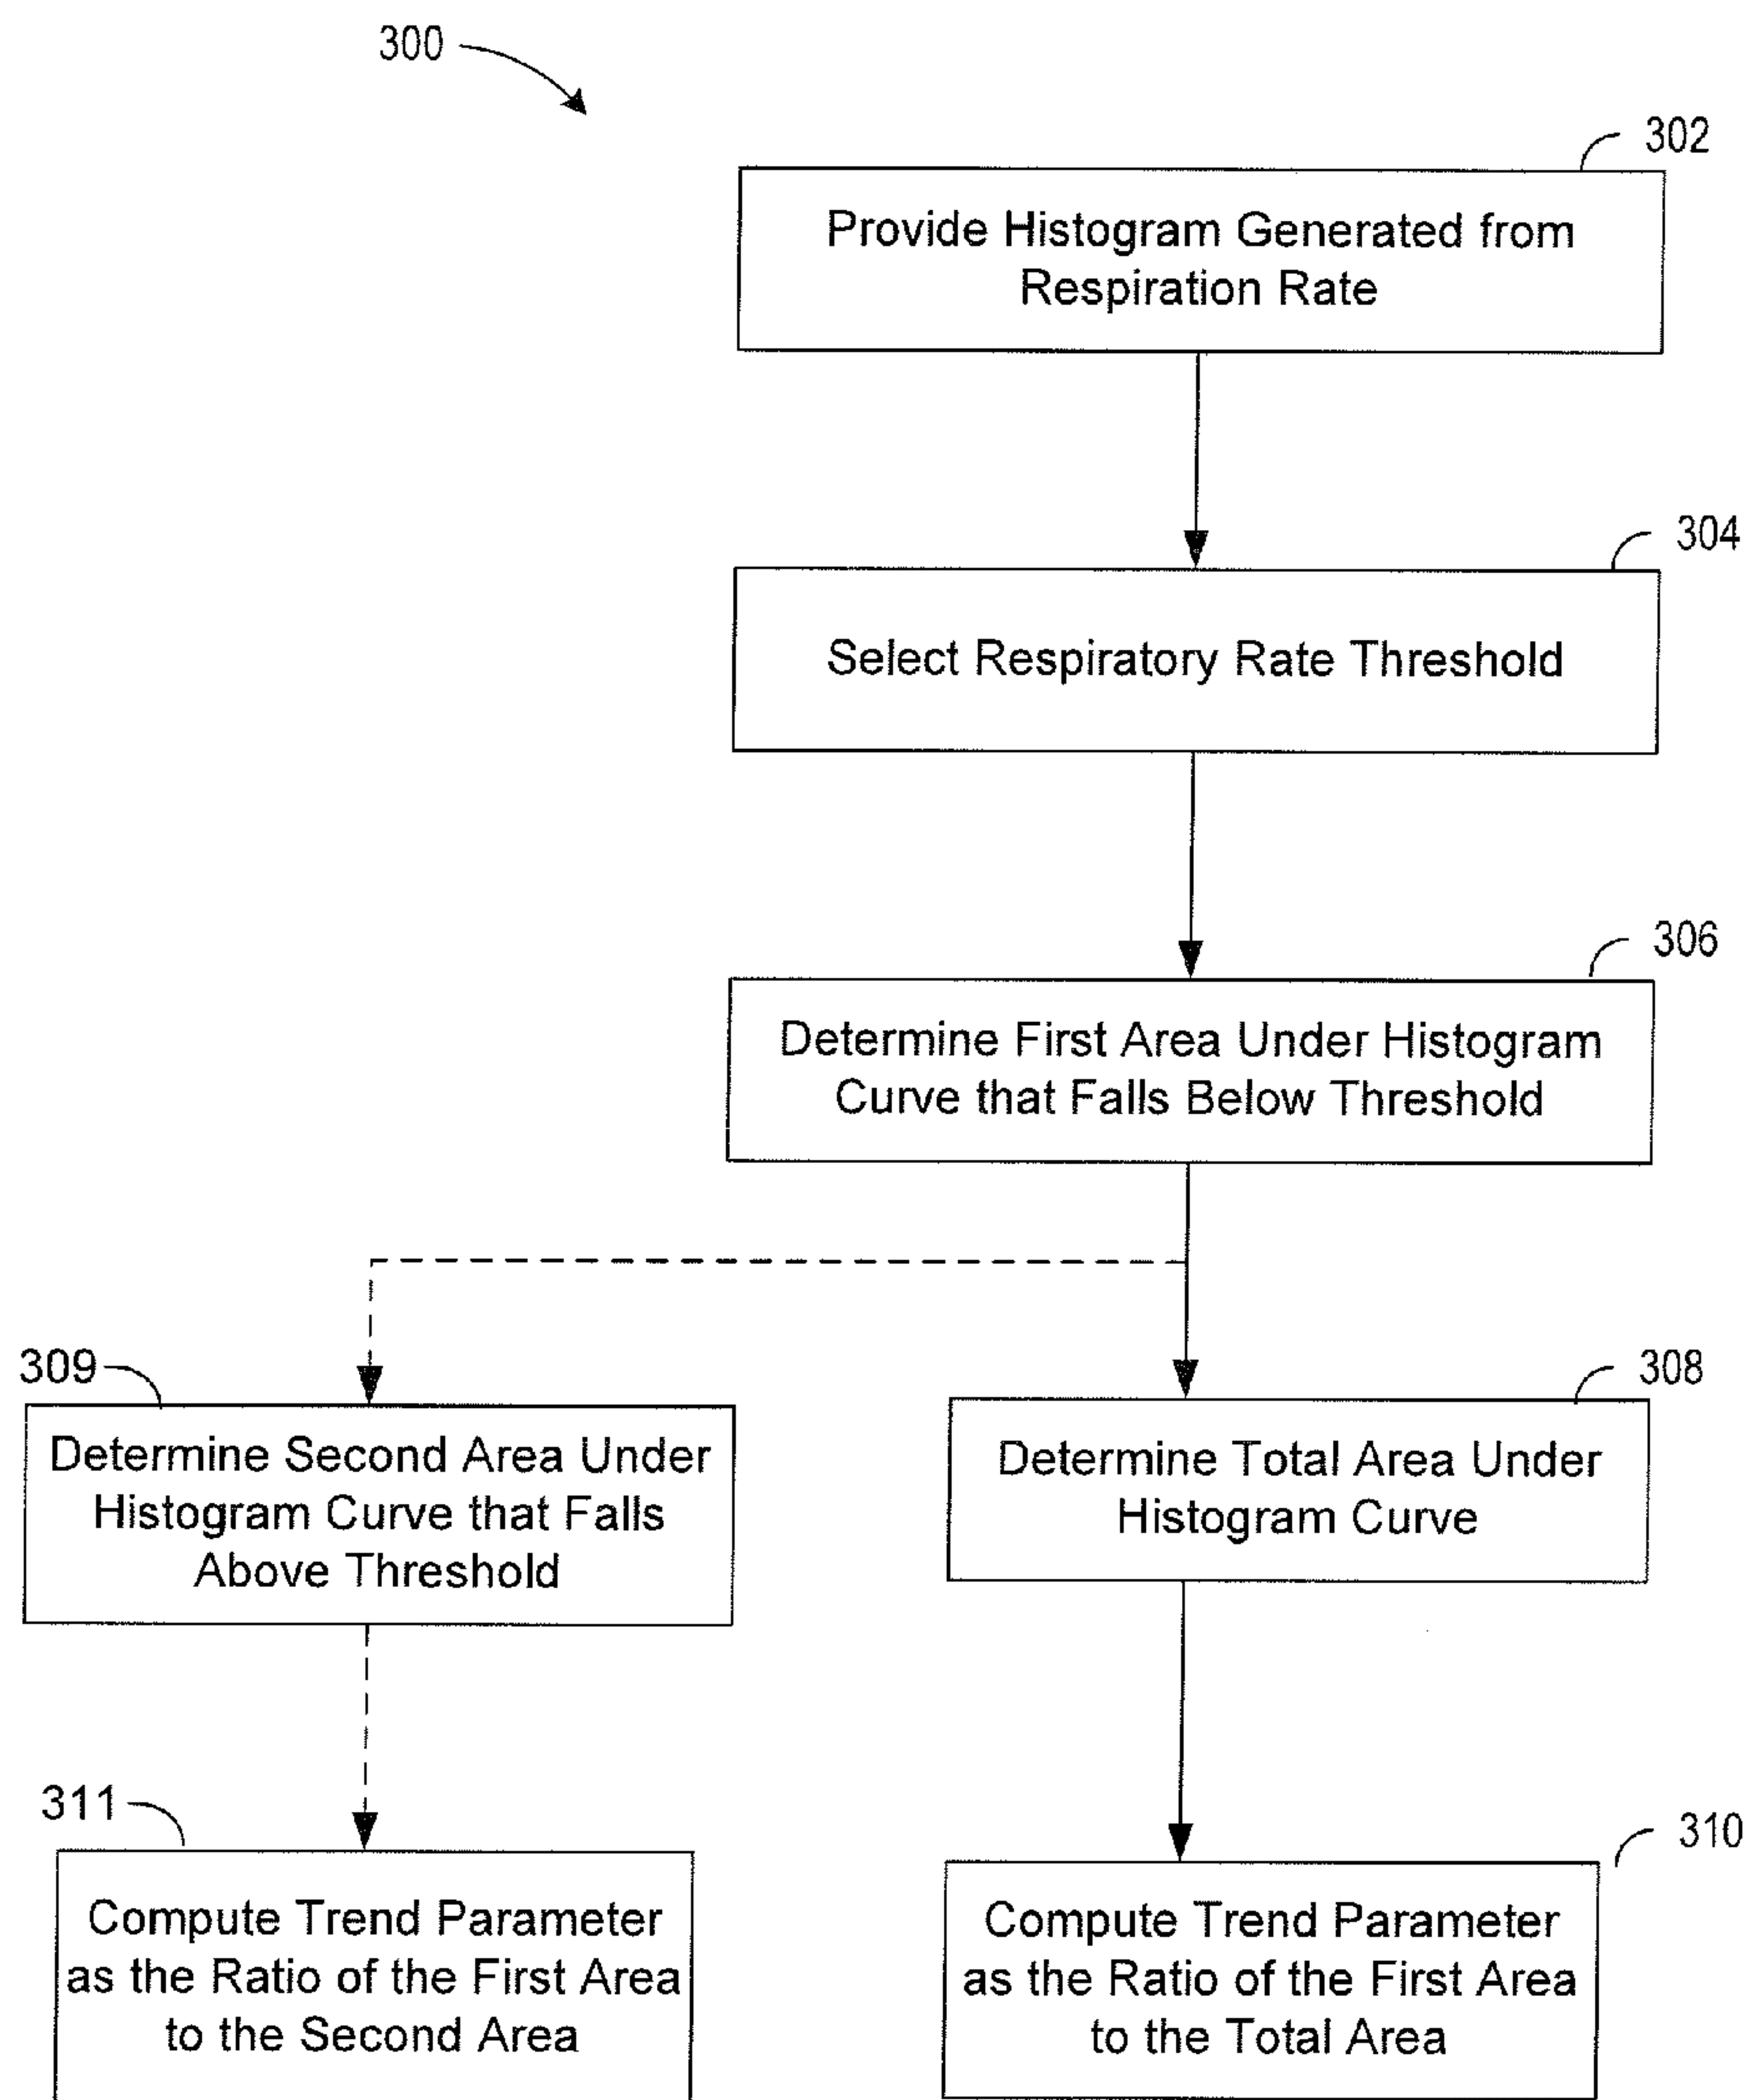 300
302
Provide Histogram Generated from
Respiration Rate
304
Select Respiratory Rate Threshold
306
Determine First Area Under Histogram
Curve that Falls Below Threshold
309
Determine Second Area Under
Histogram Curve that Falls
Above Threshold
308
Determine Total Area Under
Histogram Curve
311
Compute Trend Parameter
as the Ratio of the First Area
to the Second Area
310
Compute Trend Parameter
as the Ratio of the First Area
to the Total Area